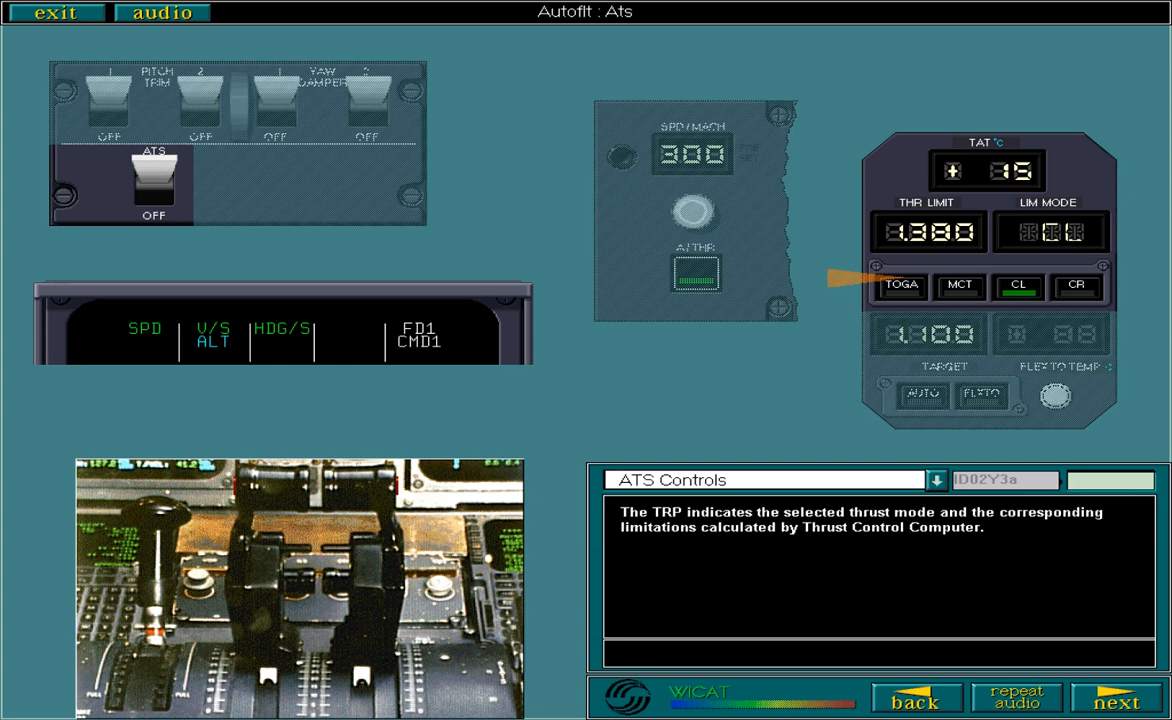 exit
audio
Autoflt : Ats
1
PITCH
TRIM
2
1
YAW
DAMPER
2
OFF
OFF
OFF
OFF
ATS
OFF
SPD/MACH
300
A/THR
TAT °C
+ 15
THR LIMIT
LIM MODE
1.380
CL
TOGA
MCT
CL
CR
1.100
TARGET
FLEX TO TEMP °C
AUTO
FLXTO
SPD
V/S
HDG/S
FD1
ALT
CMD1
ATS Controls
ID02Y3a
The TRP indicates the selected thrust mode and the corresponding
limitations calculated by Thrust Control Computer.
WICAT
back
repeat
audio
next